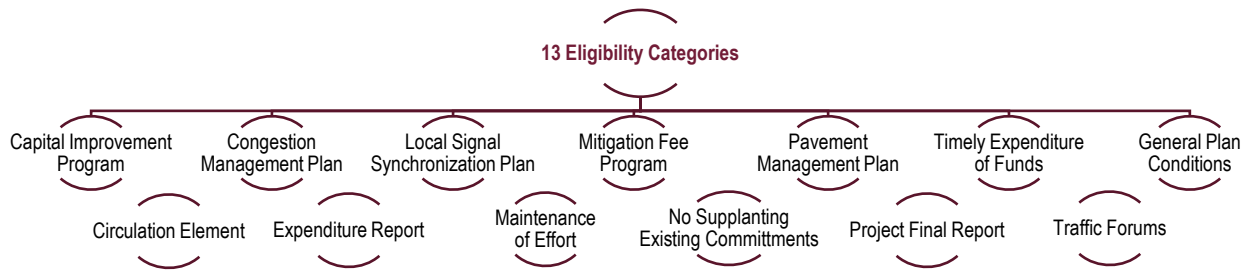 13 Eligibility Categories
Capital Improvement
Program
Congestion
Management Plan
Local Signal
Synchronization Plan
Mitigation Fee
Program
Pavement
Management Plan
Timely Expenditure
of Funds
General Plan
Conditions
Circulation Element
Expenditure Report
Maintenance
of Effort
No Supplanting
Existing Committments
Project Final Report
Traffic Forums